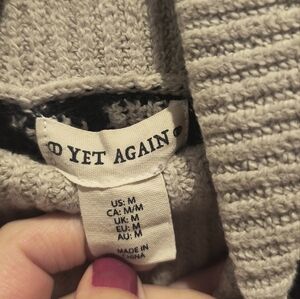 YET AGAIN
US: M
CA: M/M
UK: M
EU: M
AU: M
MADE IN
CHINA